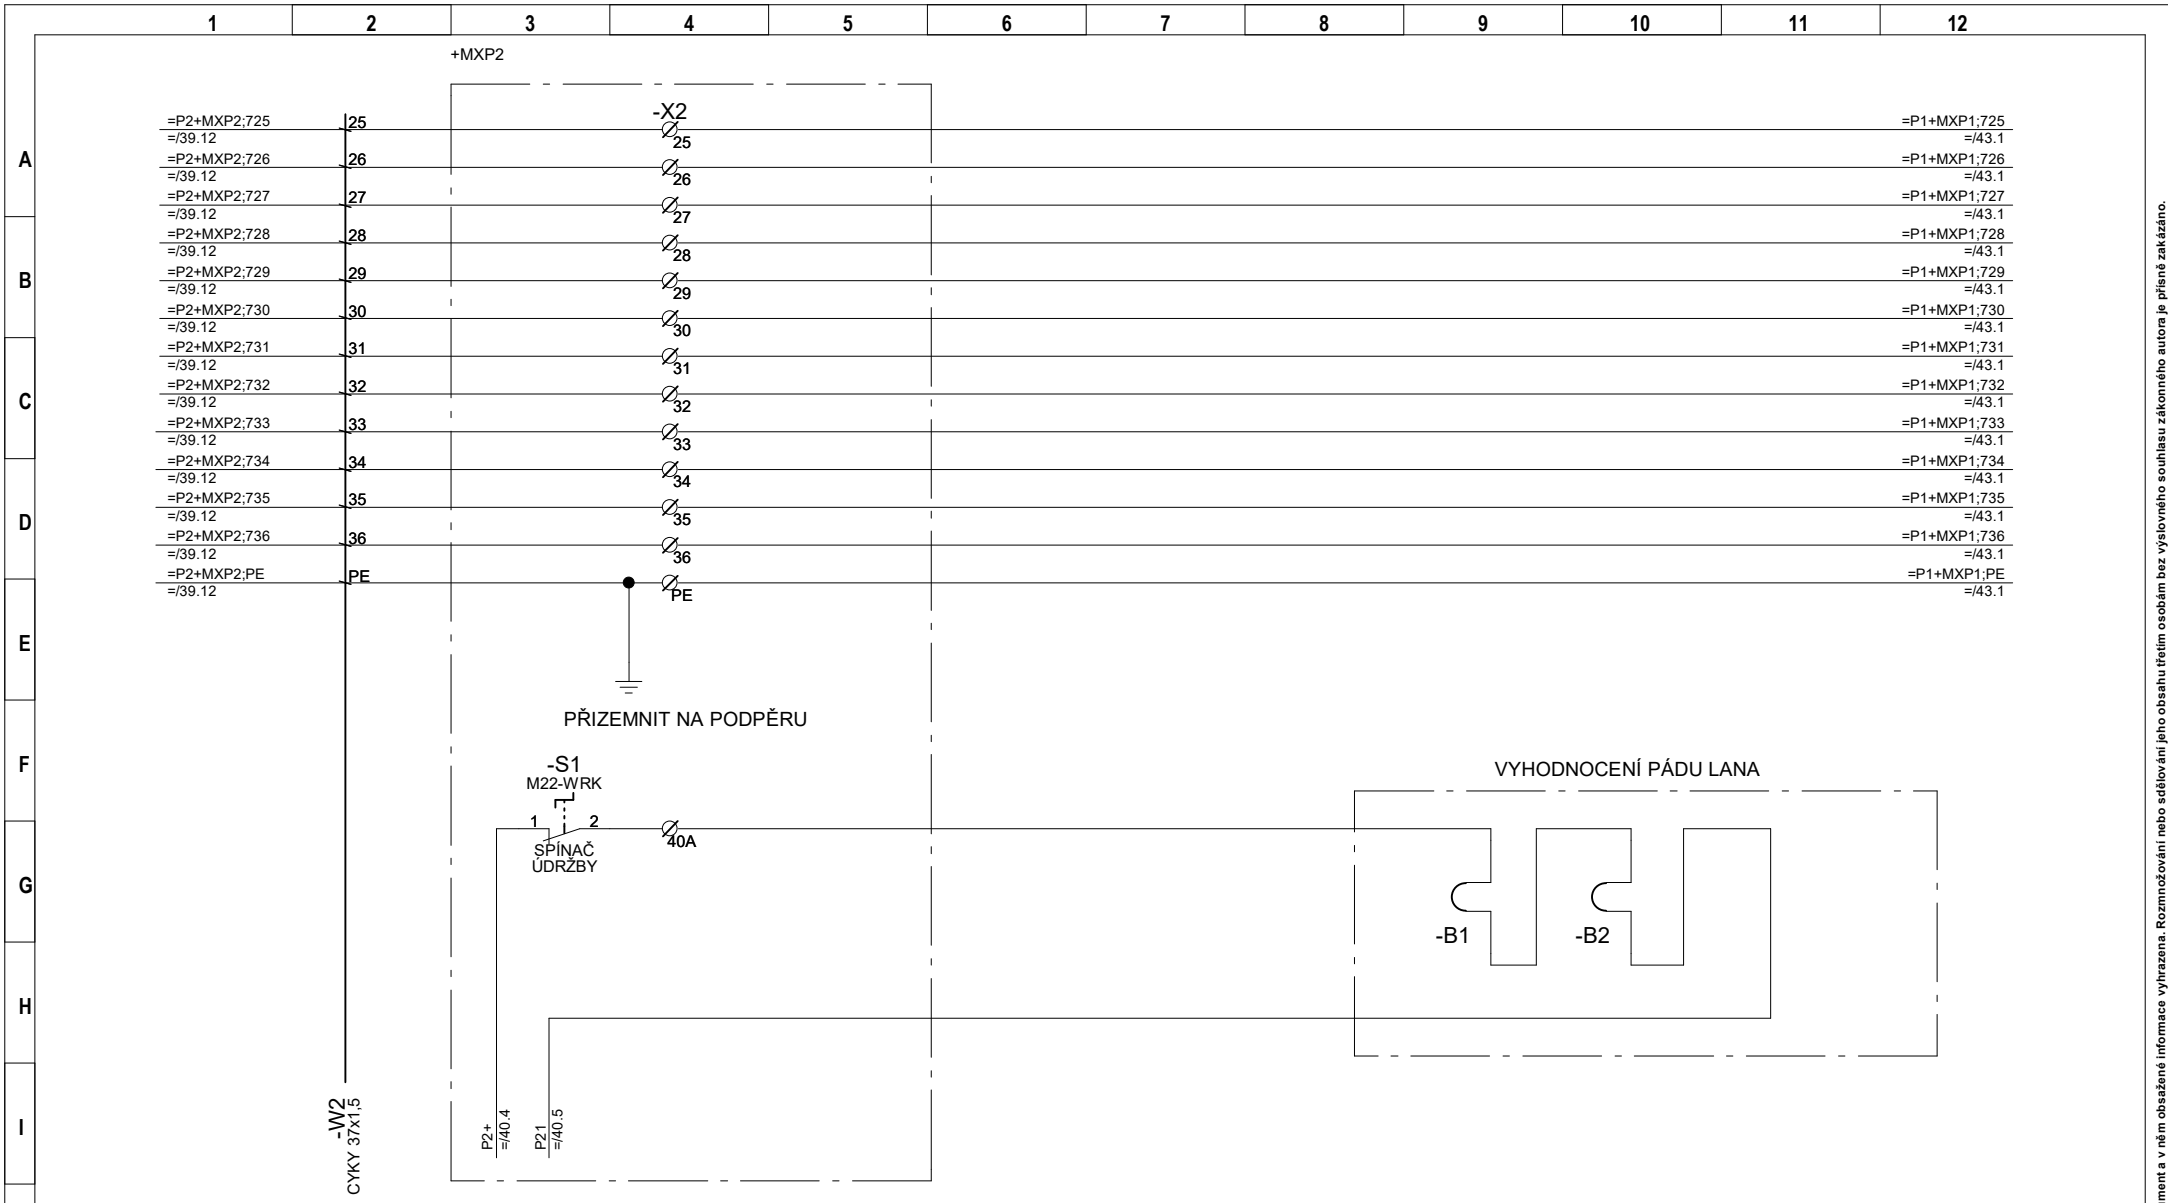 1 2 3 4 5 6 7 8 9 10 11 12
+MXP2
-X2
=P2+MXP2;725 25 =P1+MXP1;725
=/39.12 25 =/43.1
A
=P2+MXP2;726 26 =P1+MXP1;726
=/39.12 26 =/43.1
=P2+MXP2;727 27 =P1+MXP1;727
=/39.12 27 =/43.1
=P2+MXP2;728 28 =P1+MXP1;728
=/39.12 28 =/43.1
B
=P2+MXP2;729 29 =P1+MXP1;729
=/39.12 29 =/43.1
=P2+MXP2;730 30 =P1+MXP1;730
=/39.12 30 =/43.1
=P2+MXP2;731 31 =P1+MXP1;731
=/39.12 31 =/43.1
=P2+MXP2;732 32 =P1+MXP1;732
C
=/39.12 32 =/43.1
=P2+MXP2;733 33 =P1+MXP1;733
=/39.12 33 =/43.1
=P2+MXP2;734 34 =P1+MXP1;734
=/39.12 34 =/43.1
=P2+MXP2;735 35 =P1+MXP1;735
=/39.12 35 =/43.1
D
=P2+MXP2;736 36 =P1+MXP1;736
=/39.12 36 =/43.1
=P2+MXP2;PE PE =P1+MXP1;PE
=/39.12 PE =/43.1
E
PŘIZEMNIT NA PODPĚRU
F
-S1
M22-WRK
VYHODNOCENÍ PÁDU LANA
1 2
40A
SPÍNAČ
ÚDRŽBY
G
-B1 -B2
H
I
-W2
CYKY 37x1,5
P2+
=/40.4
P21
=/40.5
a v něm obsažené informace vyhrazena. Rozmnožování nebo sdělování jeho obsahu třetím osobám bez výslovného souhlasu zákonného autora je přísně zakázáno.